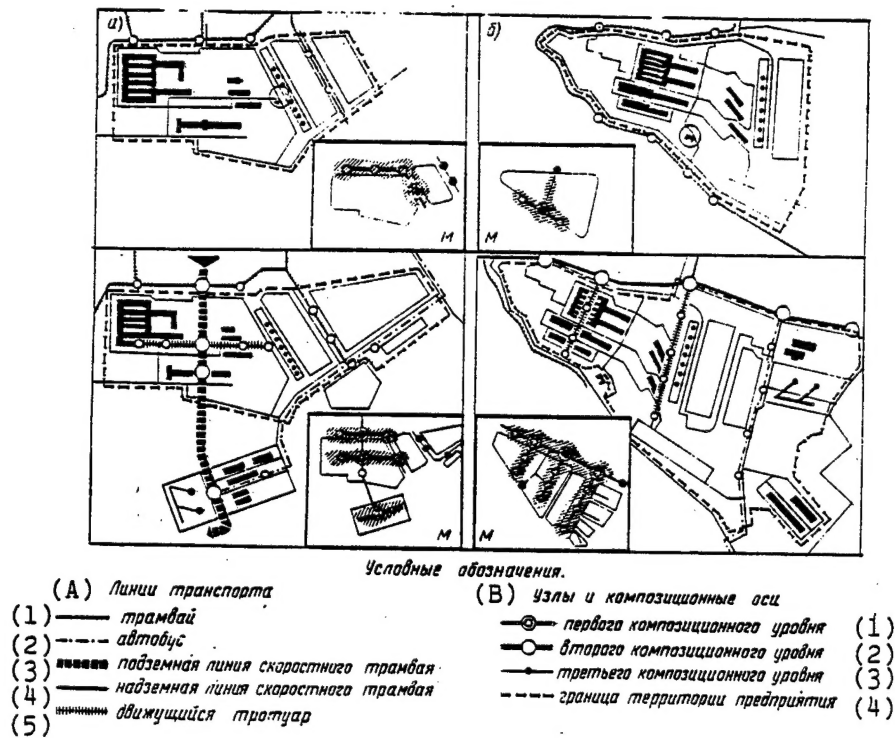 а)
б)
М
М
М
М
Условные обозначения.
(A) Линии транспорта
(1) трамвай
(2) автобус
(3) подземная линия скоростного трамвая
(4) надземная линия скоростного трамвая
(5) движущийся тротуар
(B) Узлы и композиционные оси
первого композиционного уровня (1)
второго композиционного уровня (2)
третьего композиционного уровня (3)
граница территории предприятия (4)